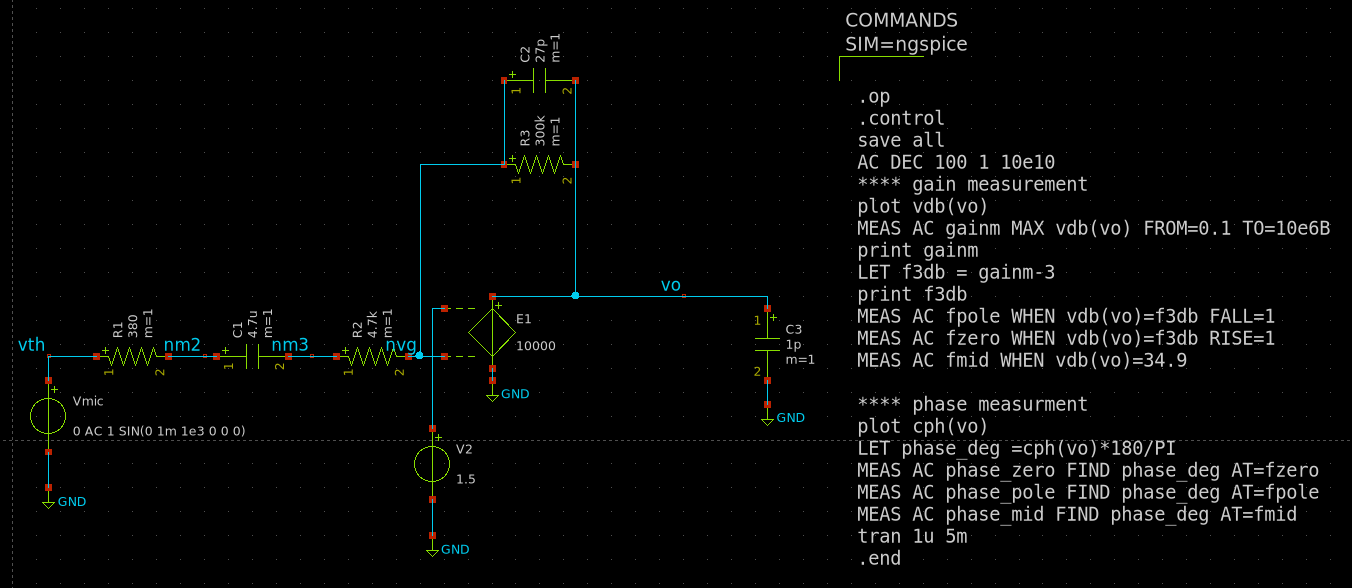 COMMANDS
SIM=ngspice
.op
.control
save all
AC DEC 100 1 10e10
**** gain measurement
plot vdb(vo)
MEAS AC gainm MAX vdb(vo) FROM=0.1 TO=10e6B
print gainm
LET f3db = gainm-3
print f3db
MEAS AC fpole WHEN vdb(vo)=f3db FALL=1
MEAS AC fzero WHEN vdb(vo)=f3db RISE=1
MEAS AC fmid WHEN vdb(vo)=34.9
**** phase measurment
plot cph(vo)
LET phase_deg =cph(vo)*180/PI
MEAS AC phase_zero FIND phase_deg AT=fzero
MEAS AC phase_pole FIND phase_deg AT=fpole
MEAS AC phase_mid FIND phase_deg AT=fmid
tran 1u 5m
.end
C2
27p
m=1
+
1
2
R3
300k
m=1
+
1
2
vo
vth
R1
380
m=1
+
1
2
nm2
C1
4.7u
m=1
+
1
2
nm3
R2
4.7k
m=1
+
1
2
nvg
+
E1
10000
GND
1
+
C3
1p
m=1
2
GND
+
Vmic
0 AC 1 SIN(0 1m 1e3 0 0 0)
GND
+
V2
1.5
GND